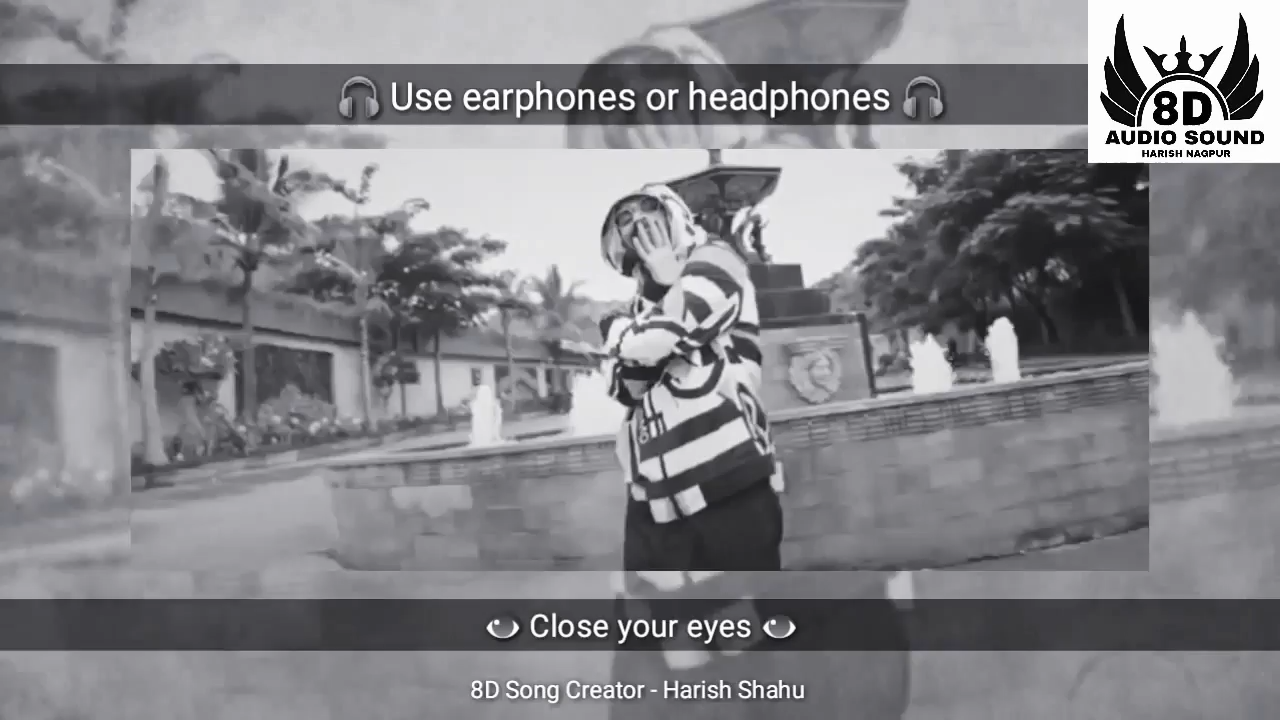 🎧 Use earphones or headphones 🎧
8D
AUDIO SOUND
HARISH NAGPUR
👁 Close your eyes 👁
8D Song Creator - Harish Shahu